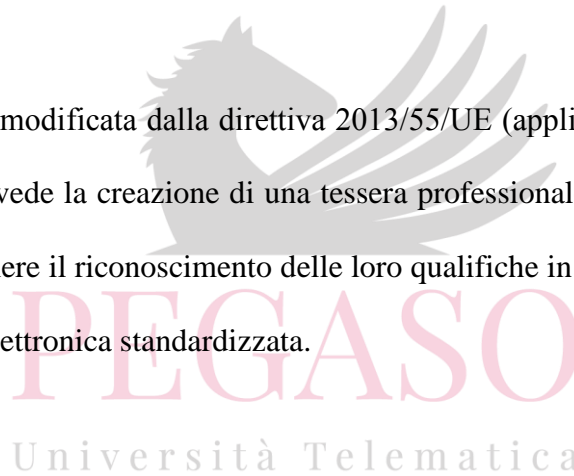 modificata dalla direttiva 2013/55/UE (appli
vede la creazione di una tessera professional
ere il riconoscimento delle loro qualifiche in
ettronica standardizzata.
PEGASO
Università Telematica